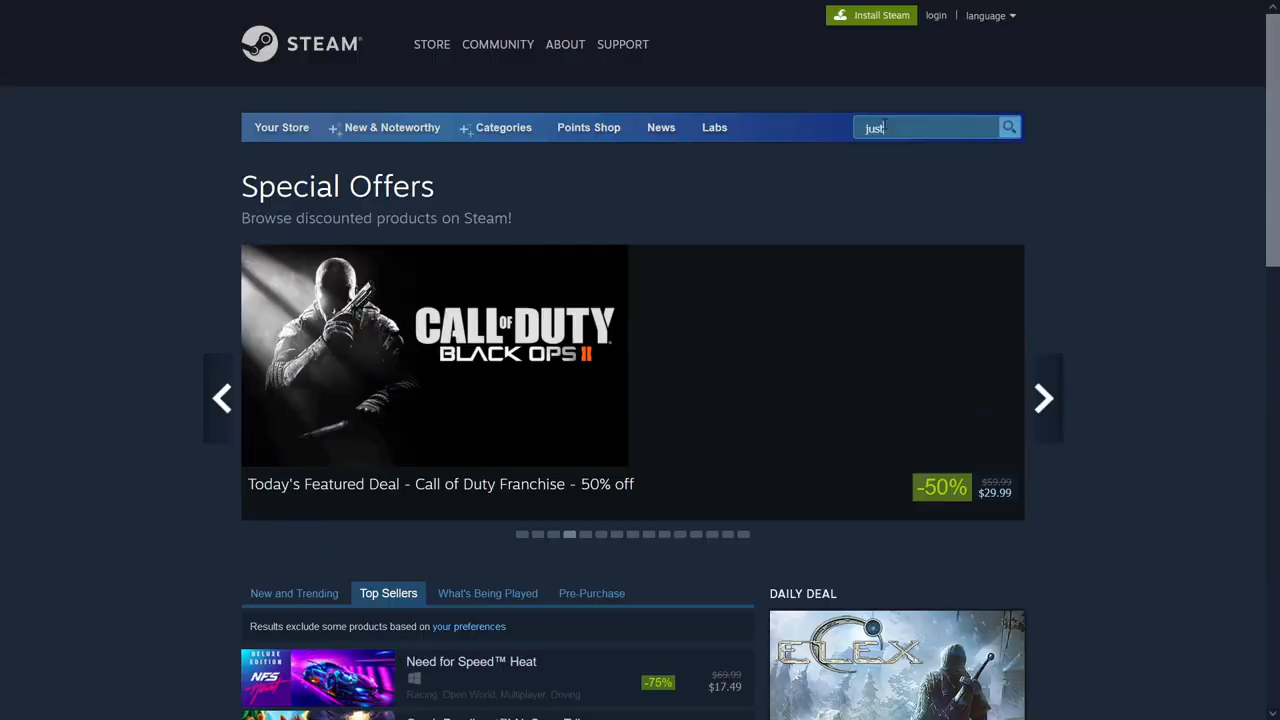 Install Steam login | language
STEAM® STORE COMMUNITY ABOUT SUPPORT
Your Store New & Noteworthy Categories Points Shop News Labs just
Special Offers
Browse discounted products on Steam!
CALL OF DUTY
BLACK OPS II
Today's Featured Deal - Call of Duty Franchise - 50% off
-50% $59.99
$29.99
New and Trending Top Sellers What's Being Played Pre-Purchase
DAILY DEAL
Results exclude some products based on your preferences
ELEX
DELUXE
EDITION
NFS
Need for Speed™ Heat
-75% $69.99
$17.49
Racing, Open World, Multiplayer, Driving